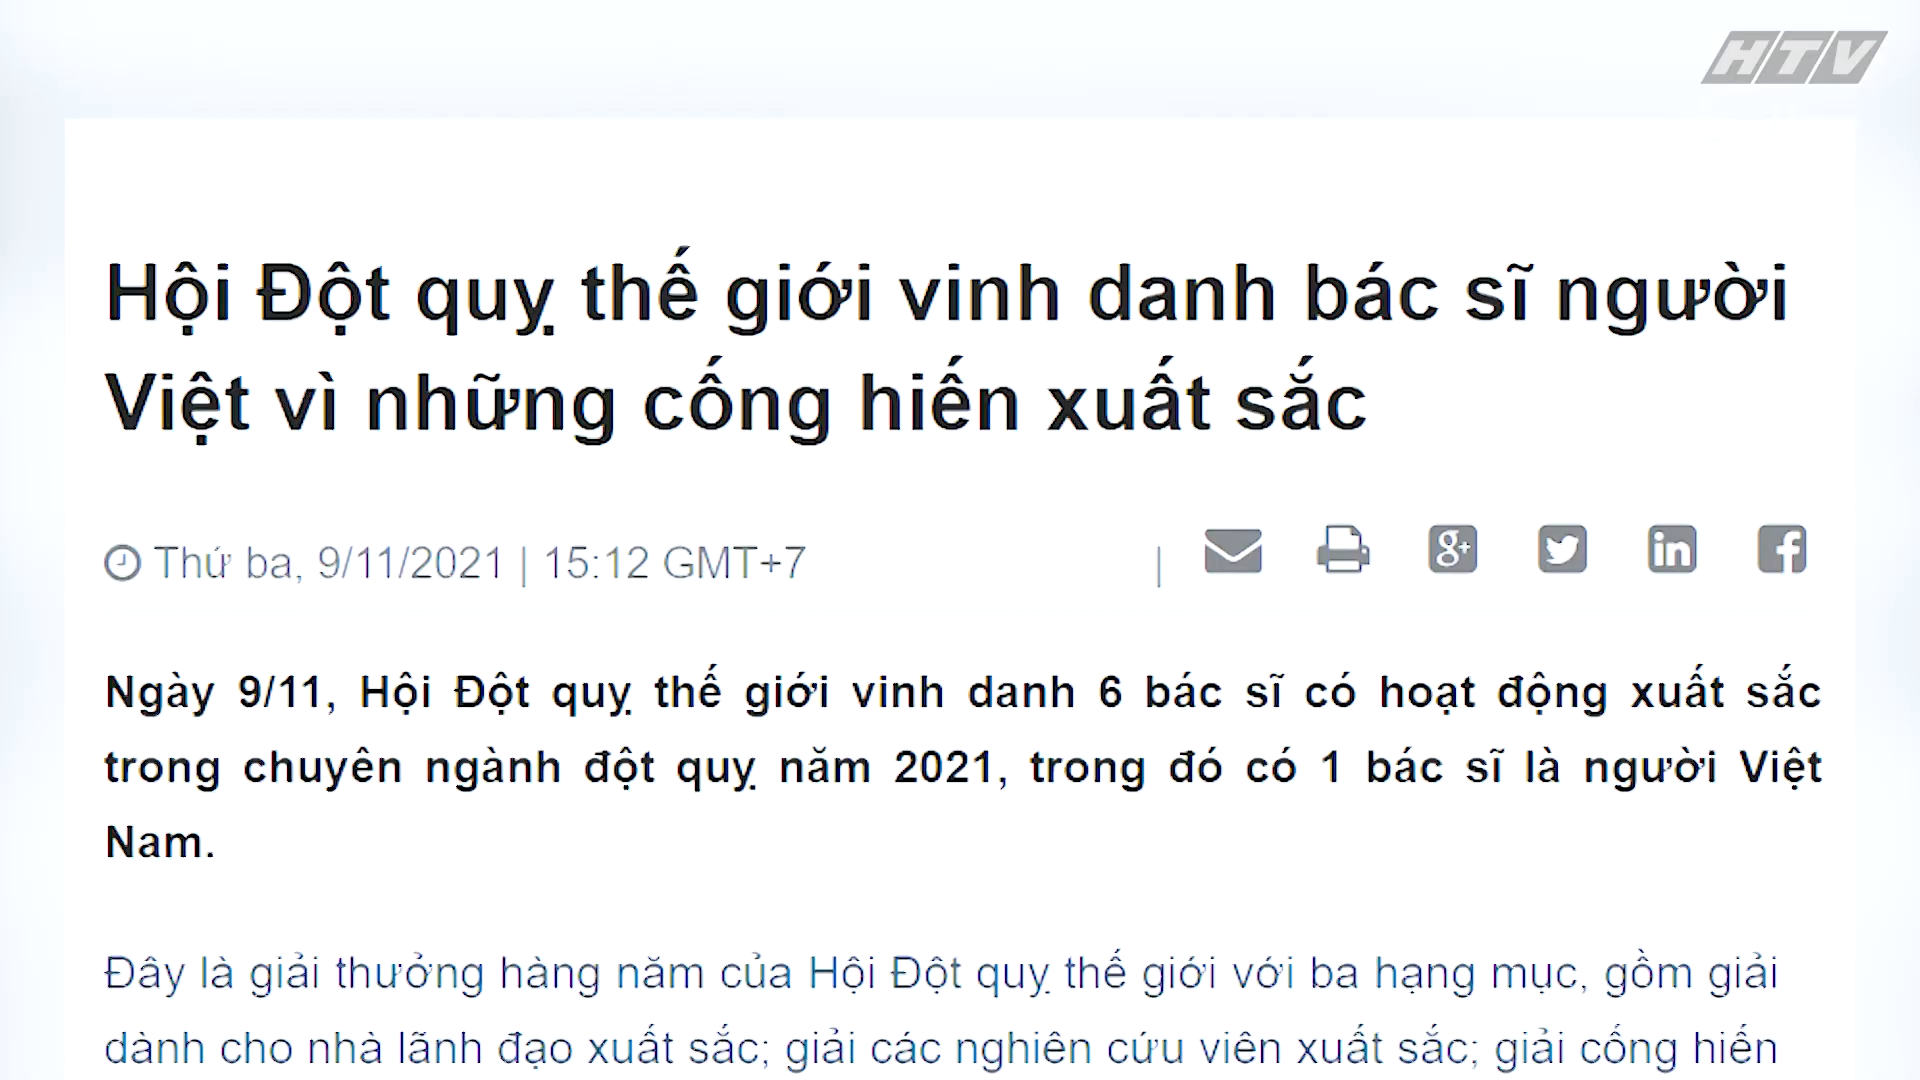 HTV
Hội Đột quỵ thế giới vinh danh bác sĩ người
Việt vì những cống hiến xuất sắc
Thứ ba, 9/11/2021 | 15:12 GMT+7 |
Ngày 9/11, Hội Đột quỵ thế giới vinh danh 6 bác sĩ có hoạt động xuất sắc
trong chuyên ngành đột quỵ năm 2021, trong đó có 1 bác sĩ là người Việt
Nam.
Đây là giải thưởng hàng năm của Hội Đột quỵ thế giới với ba hạng mục, gồm giải
dành cho nhà lãnh đạo xuất sắc; giải các nghiên cứu viên xuất sắc; giải cống hiến